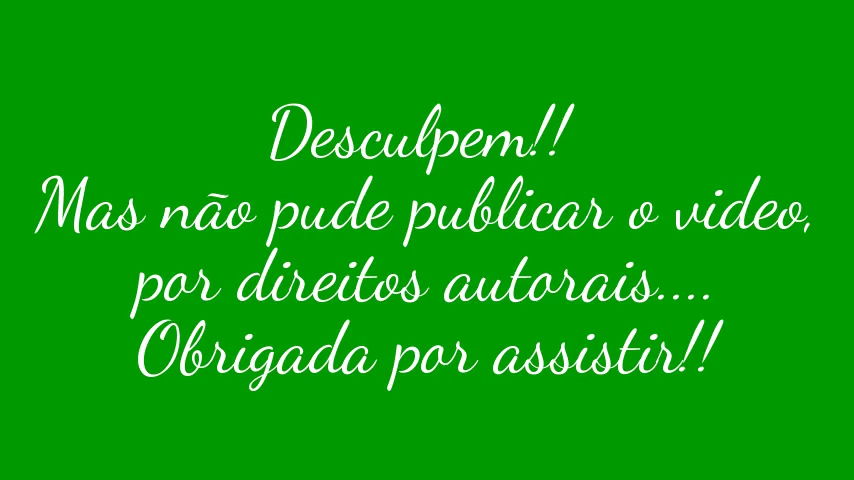 Desculpem!!
Mas não pude publicar o video,
por direitos autorais....
Obrigada por assistir!!